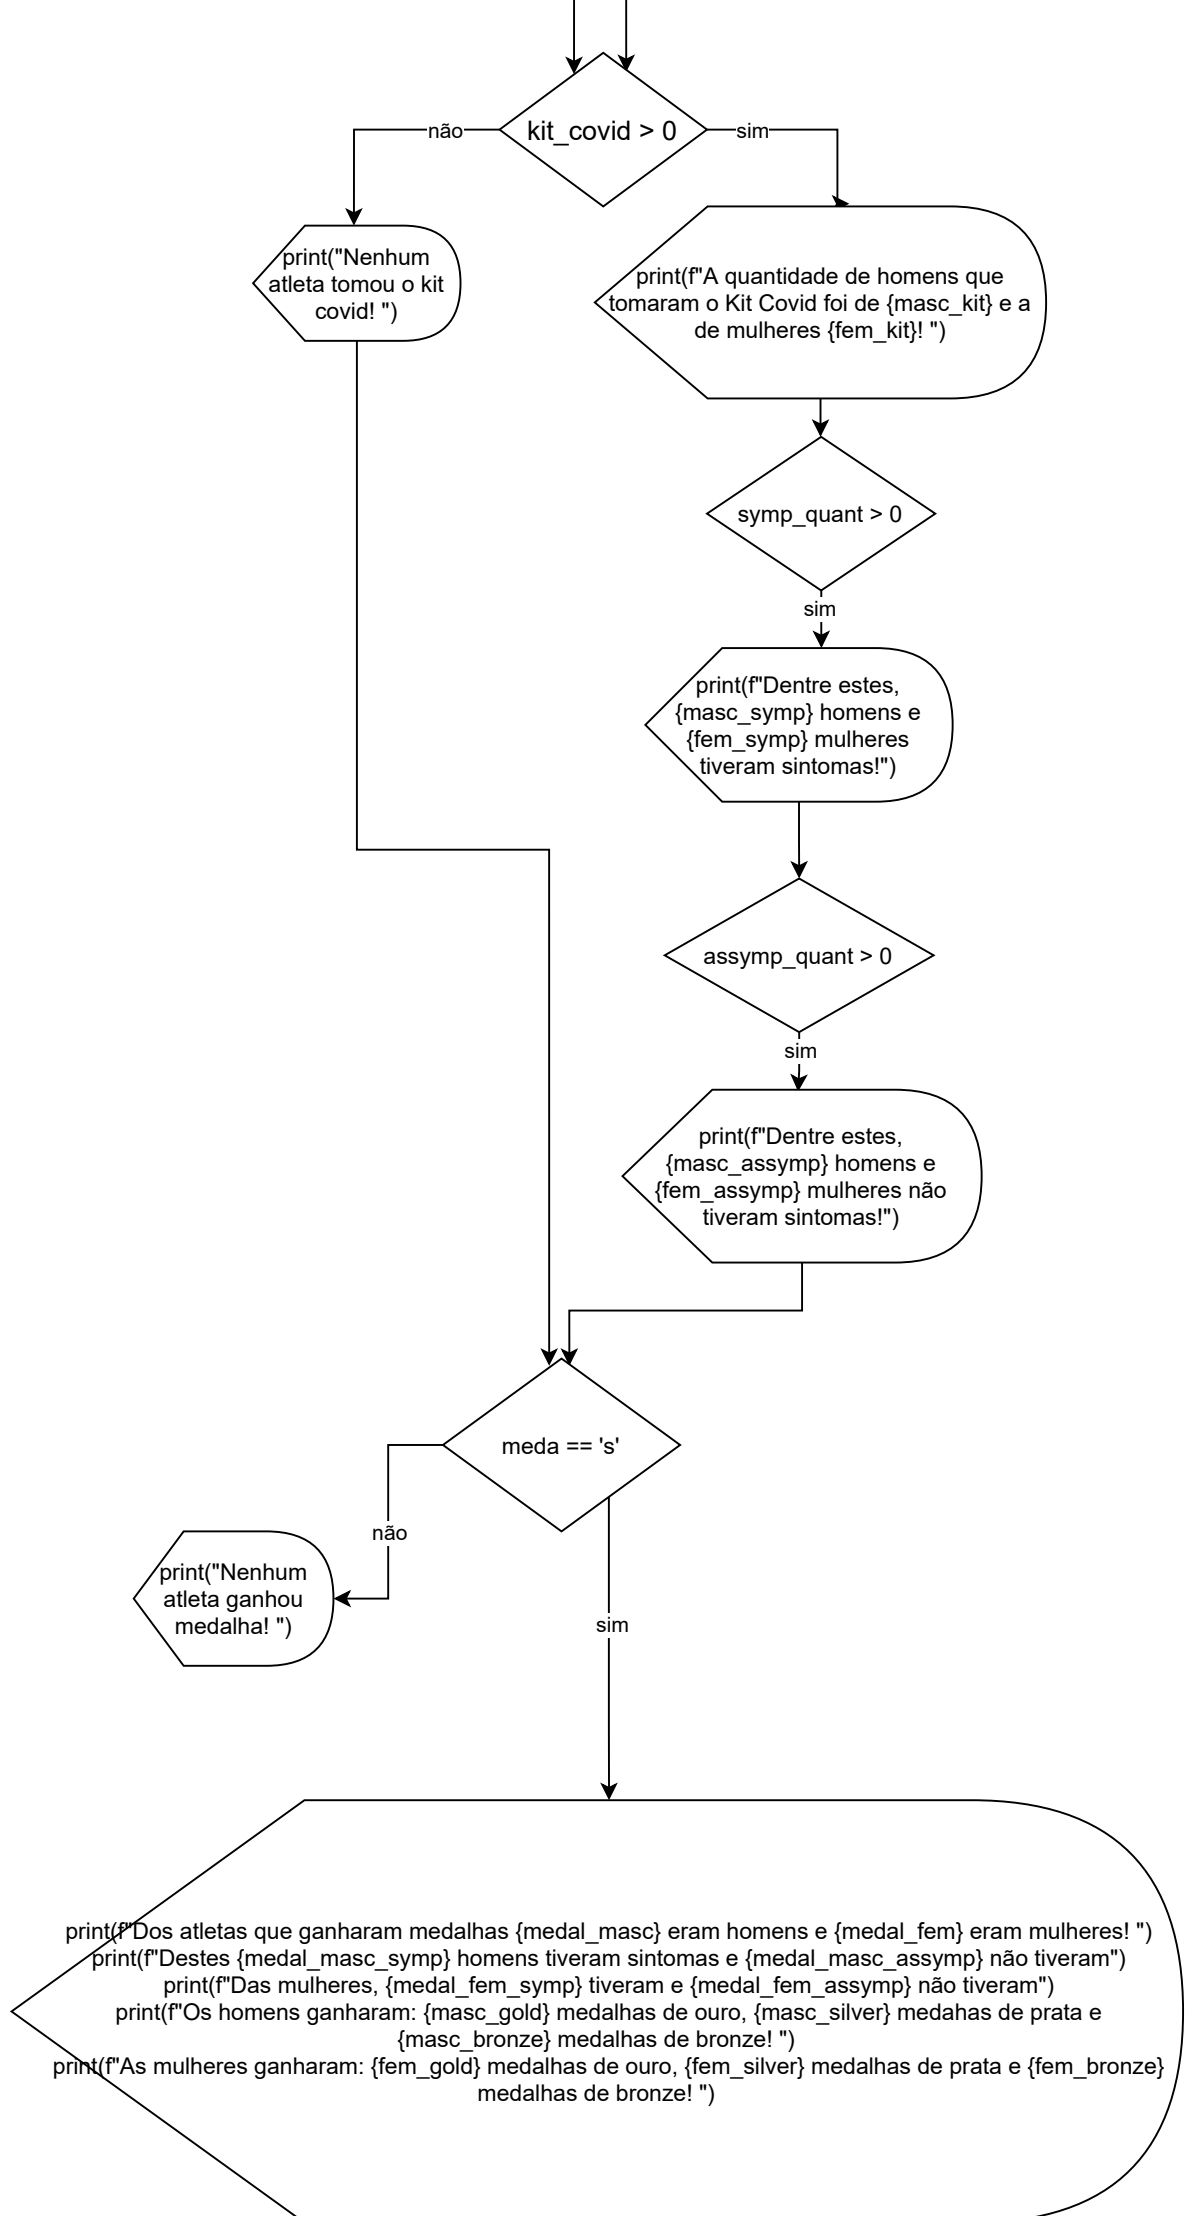 kit_covid > 0
não
sim
print("Nenhum
atleta tomou o kit
covid! ")
print(f"A quantidade de homens que
tomaram o Kit Covid foi de {masc_kit} e a
de mulheres {fem_kit}! ")
symp_quant > 0
sim
print(f"Dentre estes,
{masc_symp} homens e
{fem_symp} mulheres
tiveram sintomas!")
assymp_quant > 0
sim
print(f"Dentre estes,
{masc_assymp} homens e
{fem_assymp} mulheres não
tiveram sintomas!")
meda == 's'
não
print("Nenhum
atleta ganhou
medalha! ")
sim
print(f"Dos atletas que ganharam medalhas {medal_masc} eram homens e {medal_fem} eram mulheres! ")
print(f"Destes {medal_masc_symp} homens tiveram sintomas e {medal_masc_assymp} não tiveram")
print(f"Das mulheres, {medal_fem_symp} tiveram e {medal_fem_assymp} não tiveram")
print(f"Os homens ganharam: {masc_gold} medalhas de ouro, {masc_silver} medahas de prata e
{masc_bronze} medalhas de bronze! ")
print(f"As mulheres ganharam: {fem_gold} medalhas de ouro, {fem_silver} medalhas de prata e {fem_bronze}
medalhas de bronze! ")